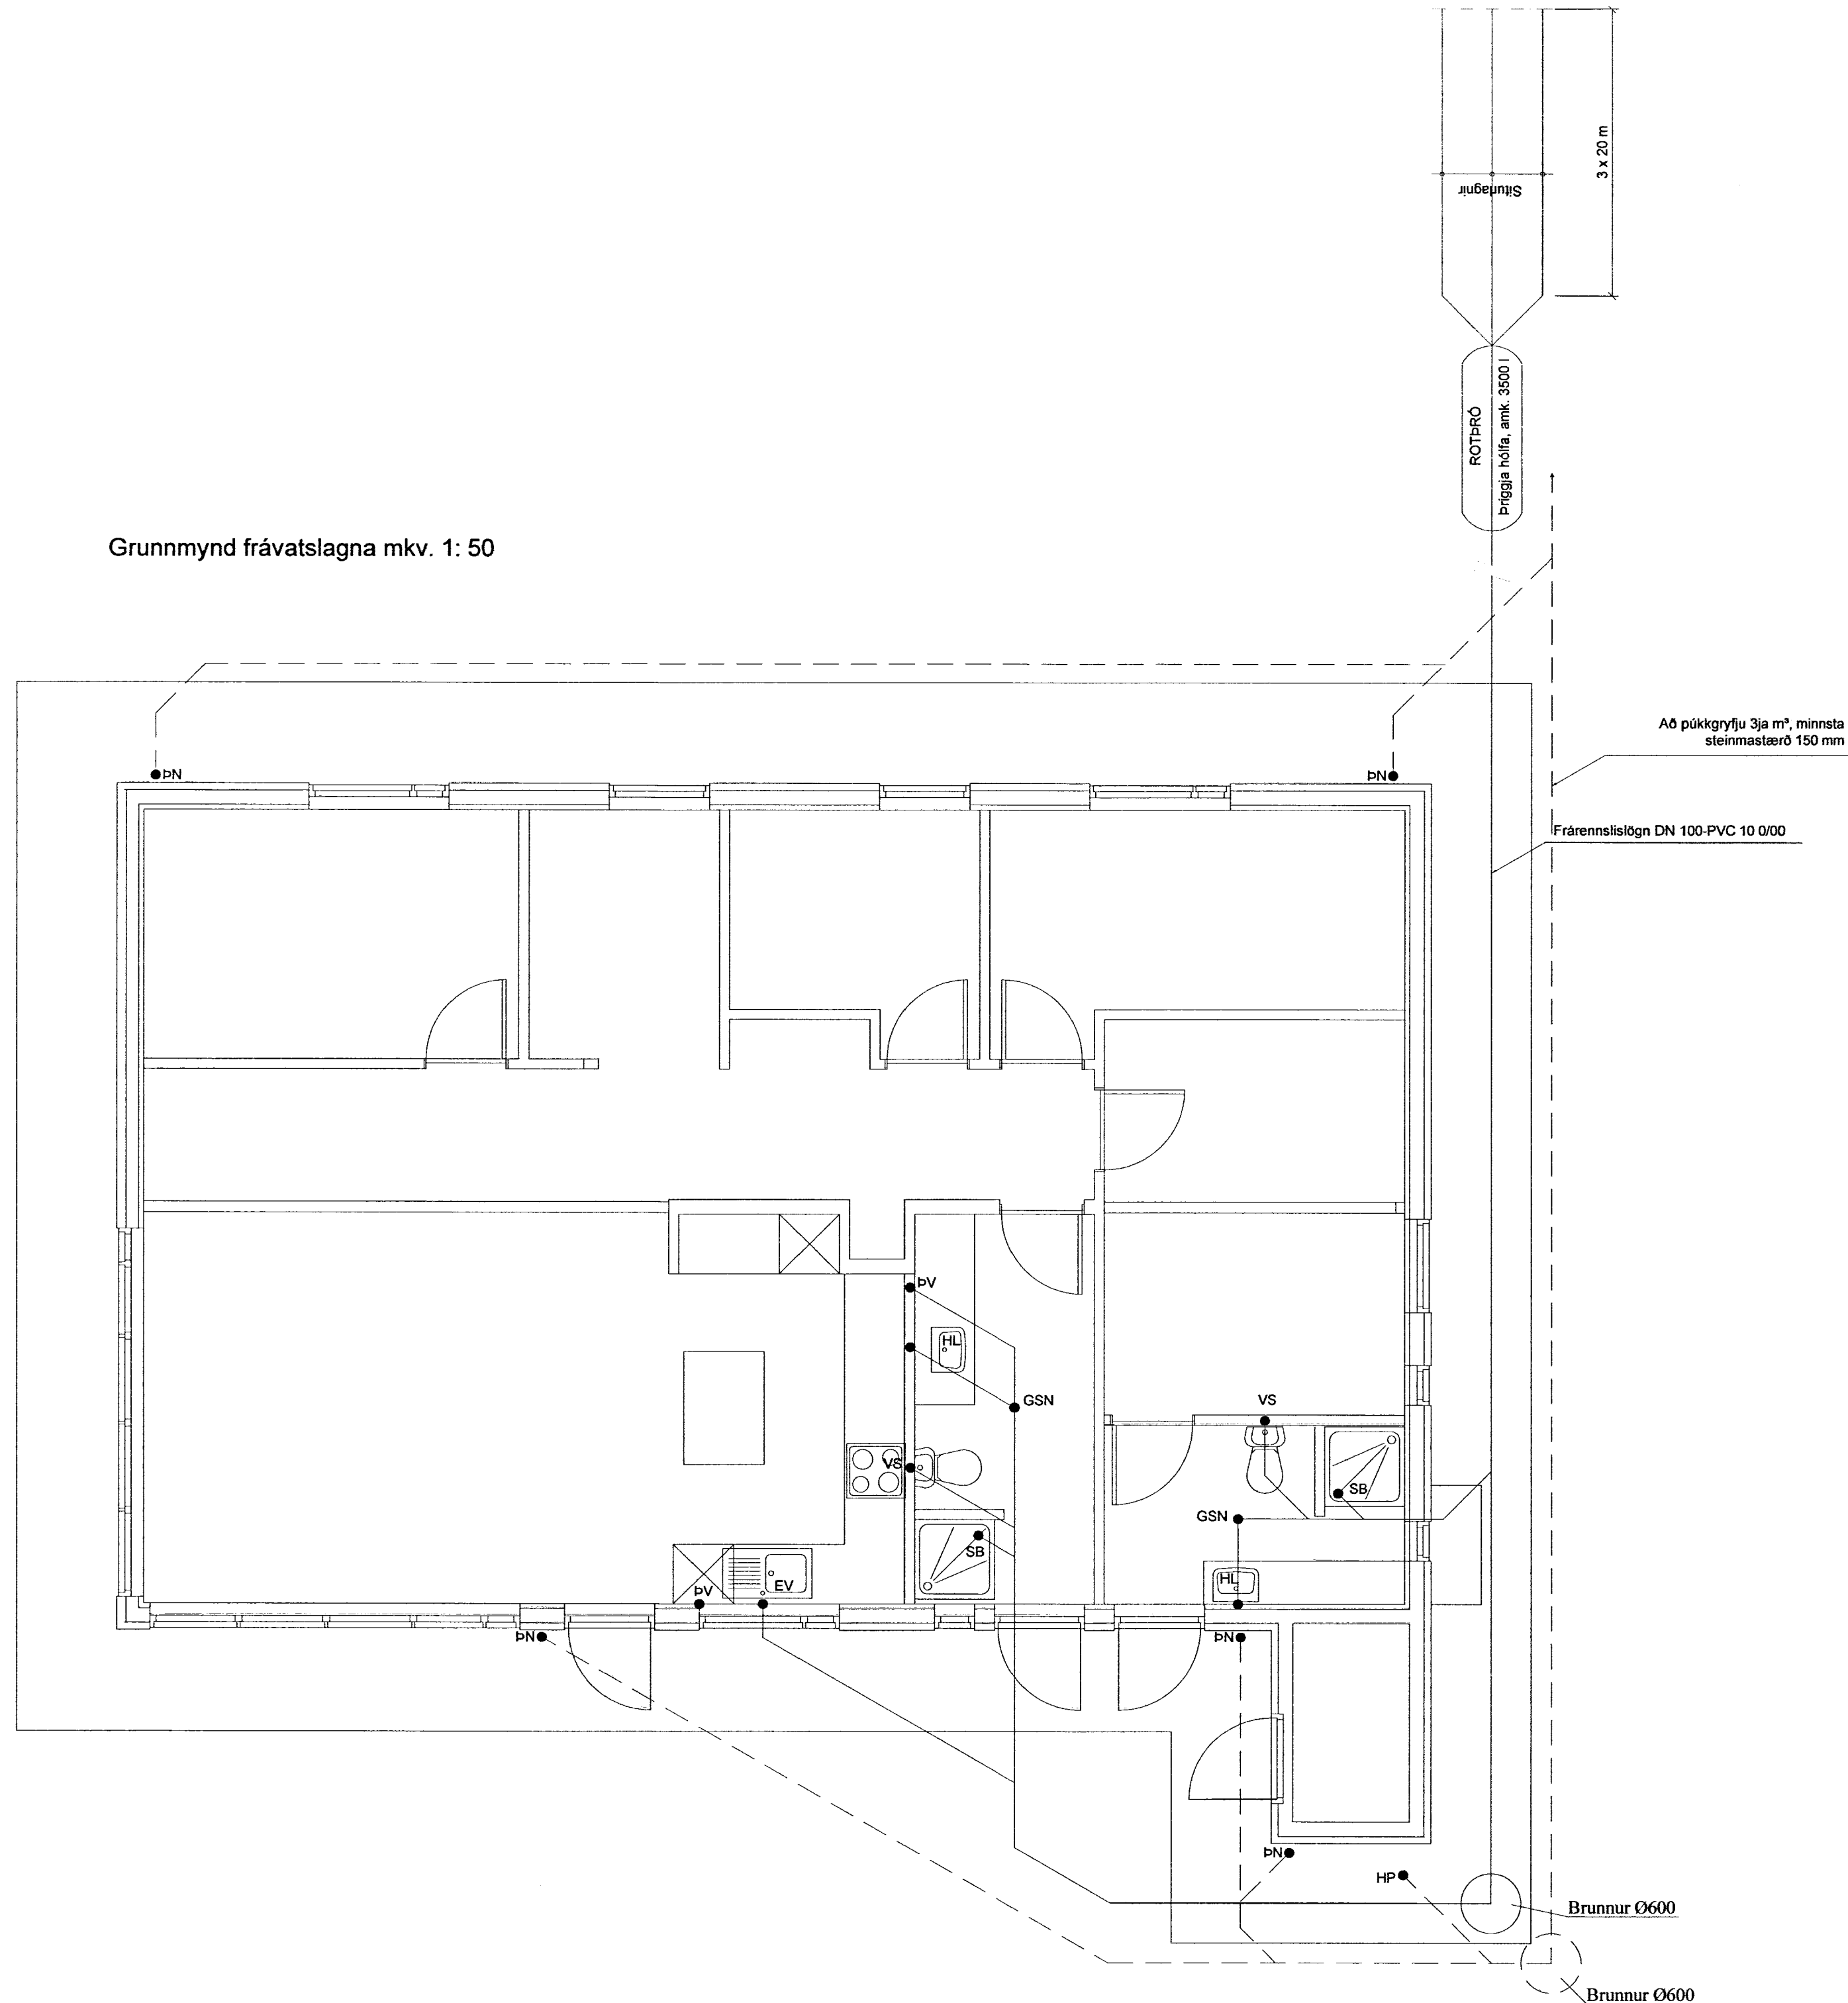 3 x 20 m
Siturlagnir
ROTÞRÓ
Þriggja hólfa, amk. 3500 l
Grunnmynd frávatslagna mkv. 1: 50
Að púkkgryfju 3ja m³, minnsta
steinmastærð 150 mm
ÞN
ÞN
Frárennslislögn DN 100-PVC 10 0/00
ÞV
HL
GSN
VS
VS
SB
GSN
SB
HL
EV
ÞV
ÞN
ÞN
ÞN
HP
Brunnur Ø600
Brunnur Ø600